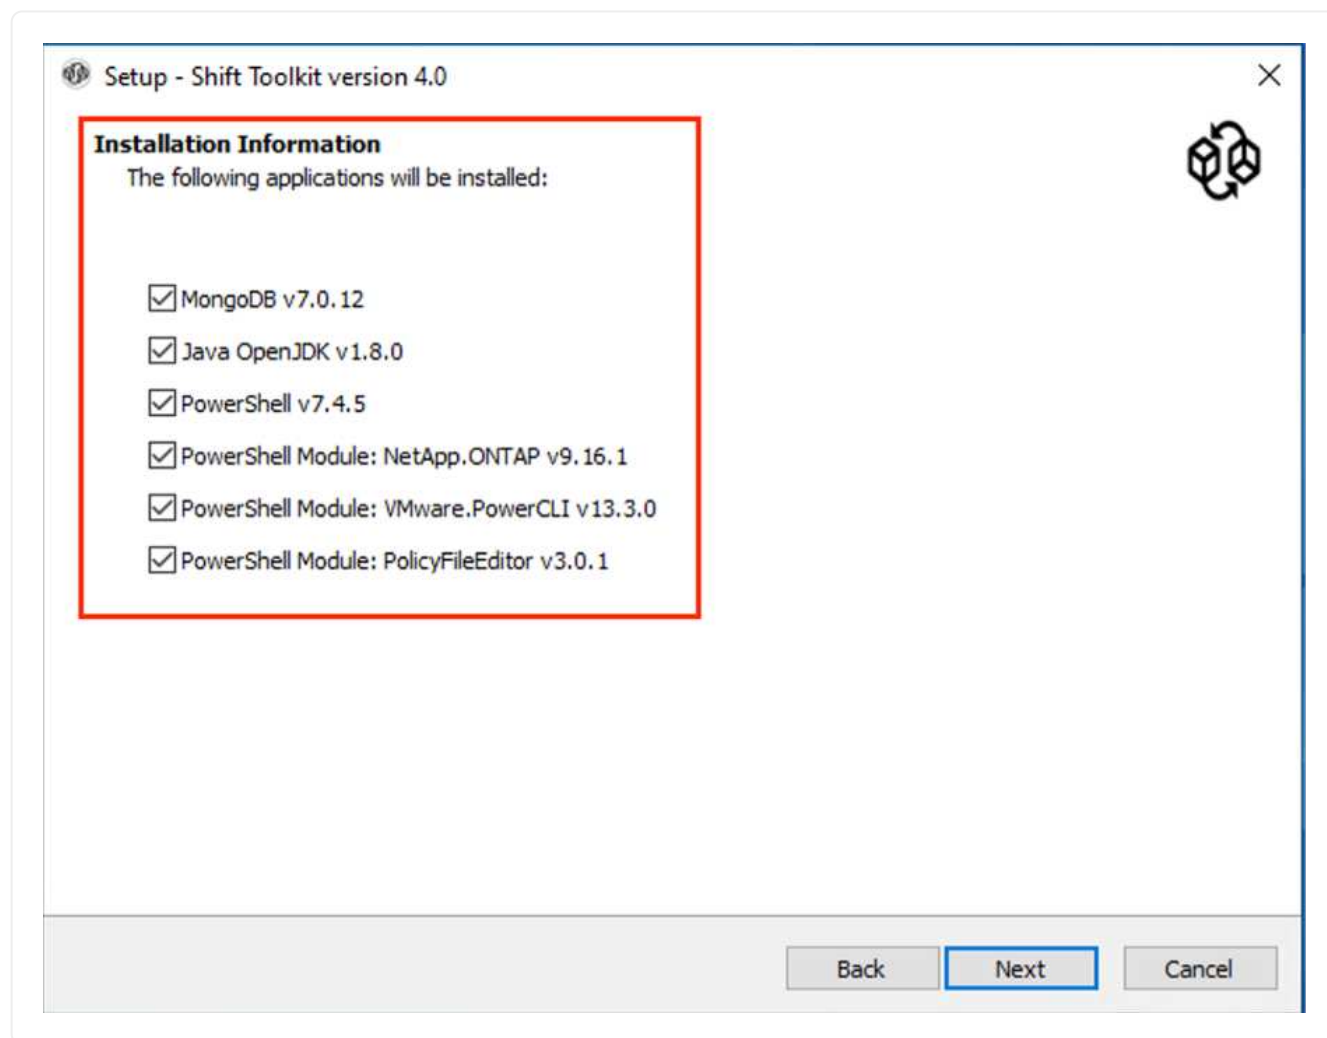 Setup - Shift Toolkit version 4.0
Installation Information
The following applications will be installed:
MongoDB v7.0.12
Java OpenJDK v1.8.0
PowerShell v7.4.5
PowerShell Module: NetApp.ONTAP v9.16.1
PowerShell Module: VMware.PowerCLI v13.3.0
PowerShell Module: PolicyFileEditor v3.0.1
Back Next Cancel